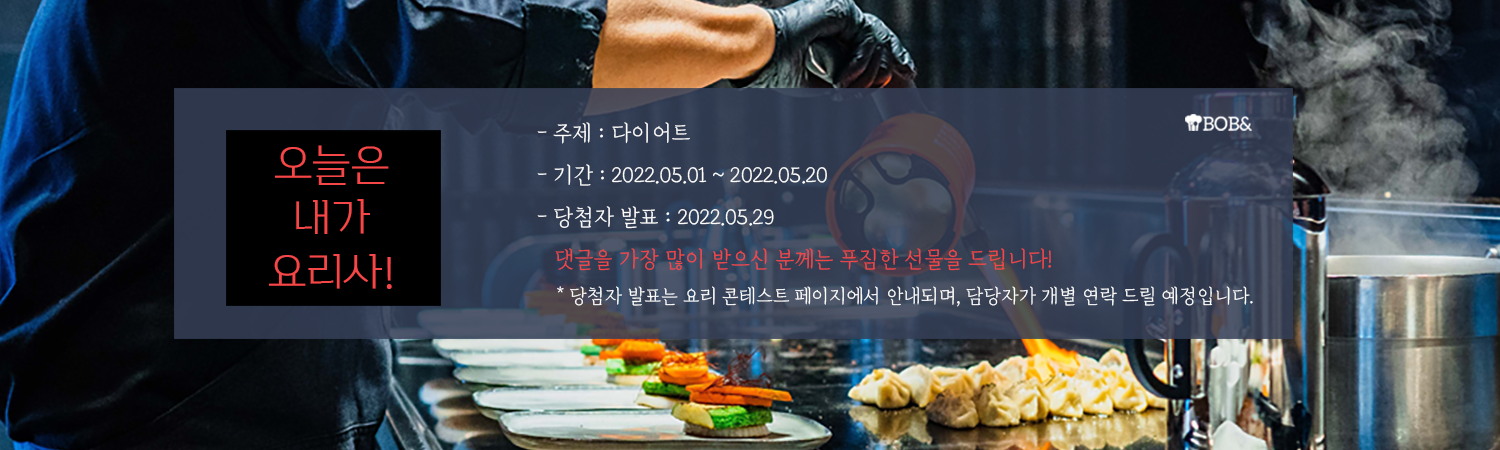 오늘은
내가
요리사!
- 주제 : 다이어트
- 기간 : 2022.05.01 ~ 2022.05.20
- 당첨자 발표 : 2022.05.29
댓글을 가장 많이 받으신 분께는 푸짐한 선물을 드립니다!
* 당첨자 발표는 요리 콘테스트 페이지에서 안내되며, 담당자가 개별 연락 드릴 예정입니다.
BOB&